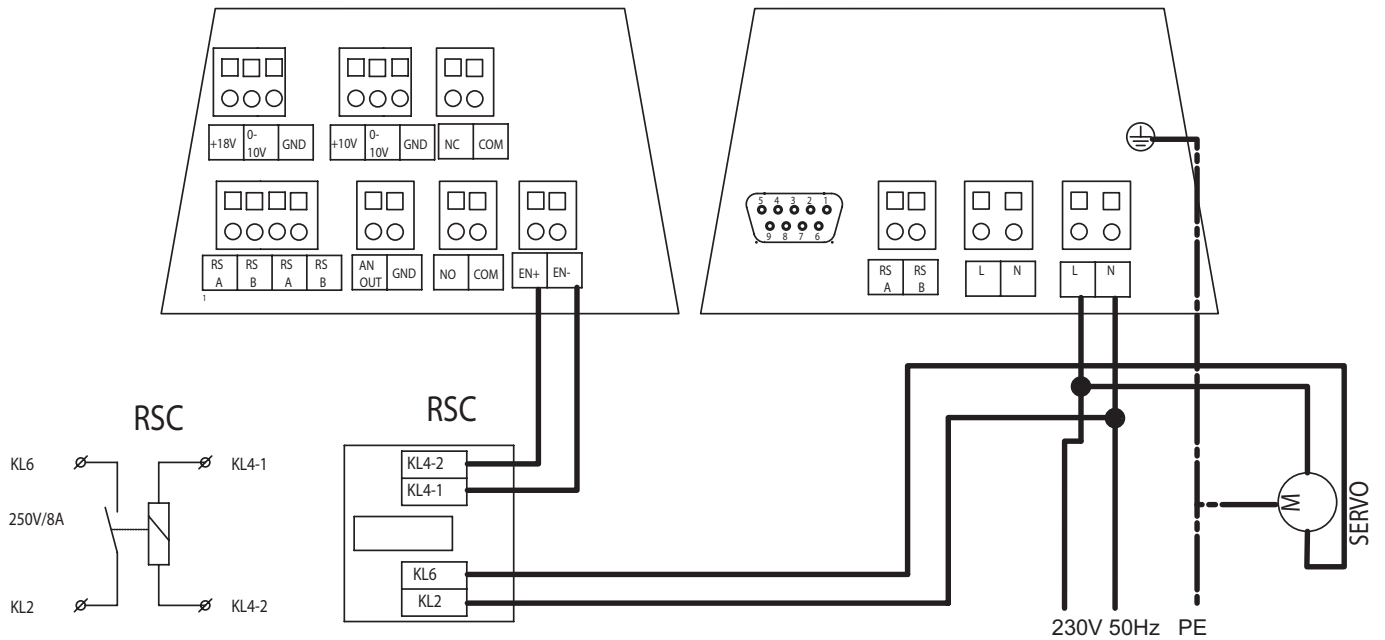 +18V 0- 10V GND
+10V 0- 10V GND
NC COM
RS A RS B RS A RS B
1
AN OUT GND
NO COM
EN+ EN-
5 4 3 2 1
9 8 7 6
RS A RS B
L N
L N
RSC
KL6 KL4-1
250V/8A
KL2 KL4-2
RSC
KL4-2
KL4-1
KL6
KL2
M
SERVO
230V 50Hz PE